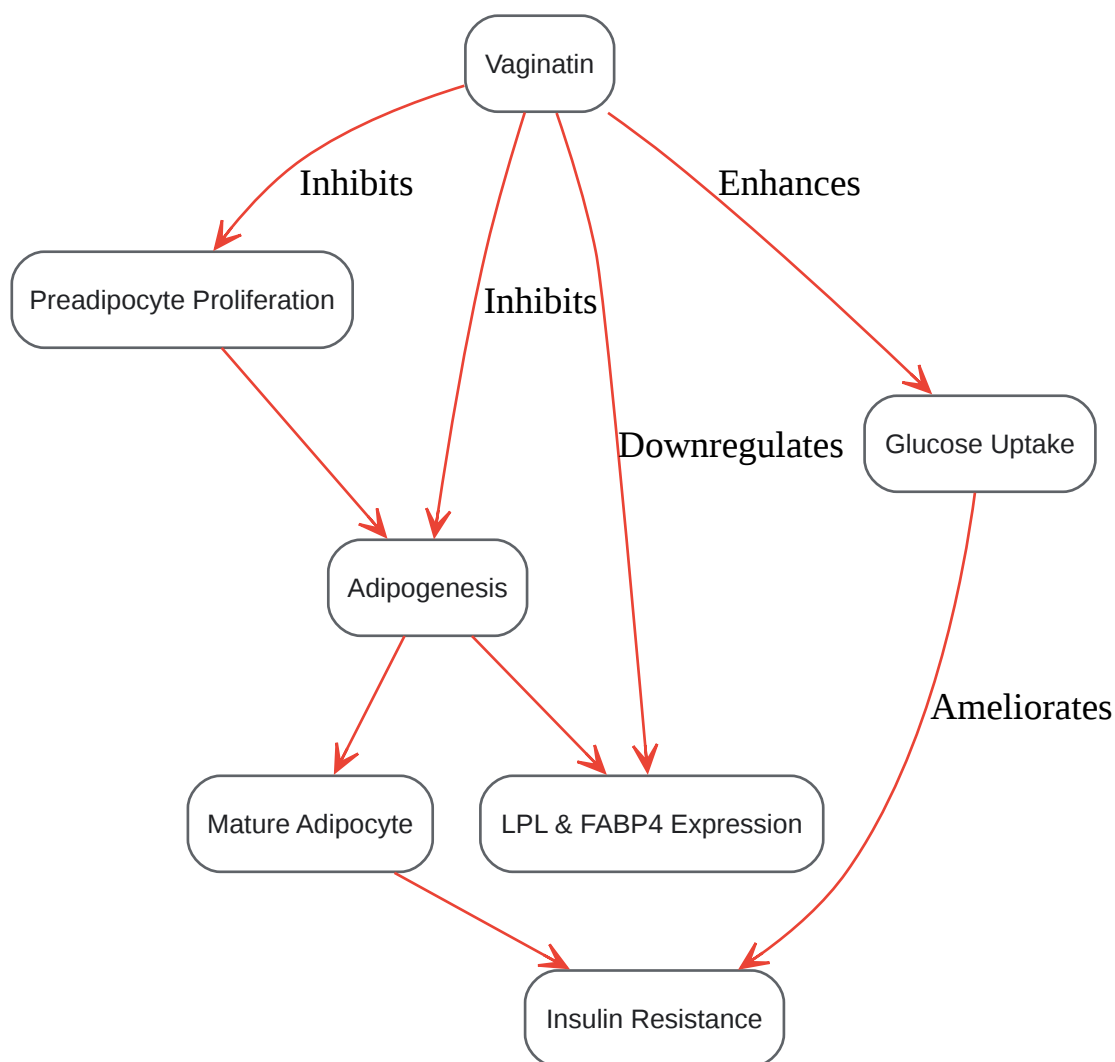 Vaginatin
Inhibits
Enhances
Preadipocyte Proliferation
Inhibits
Downregulates
Glucose Uptake
Adipogenesis
Ameliorates
Mature Adipocyte
LPL & FABP4 Expression
Insulin Resistance